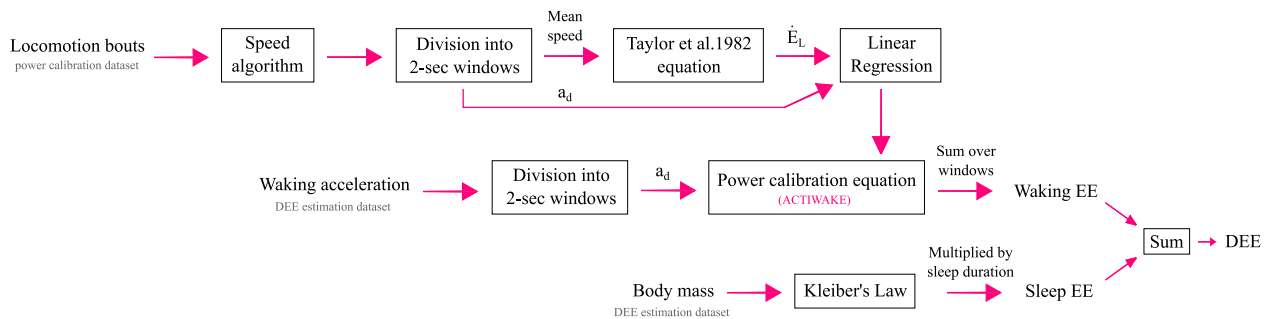 Locomotion bouts
power calibration dataset
Speed
algorithm
Division into
2-sec windows
Mean
speed
Taylor et al.1982
equation
Ė_L
Linear
Regression
a_d
Waking acceleration
DEE estimation dataset
Division into
2-sec windows
a_d
Power calibration equation
(ACTIWAKE)
Sum over
windows
Waking EE
Body mass
DEE estimation dataset
Kleiber's Law
Multiplied by
sleep duration
Sleep EE
Sum
DEE